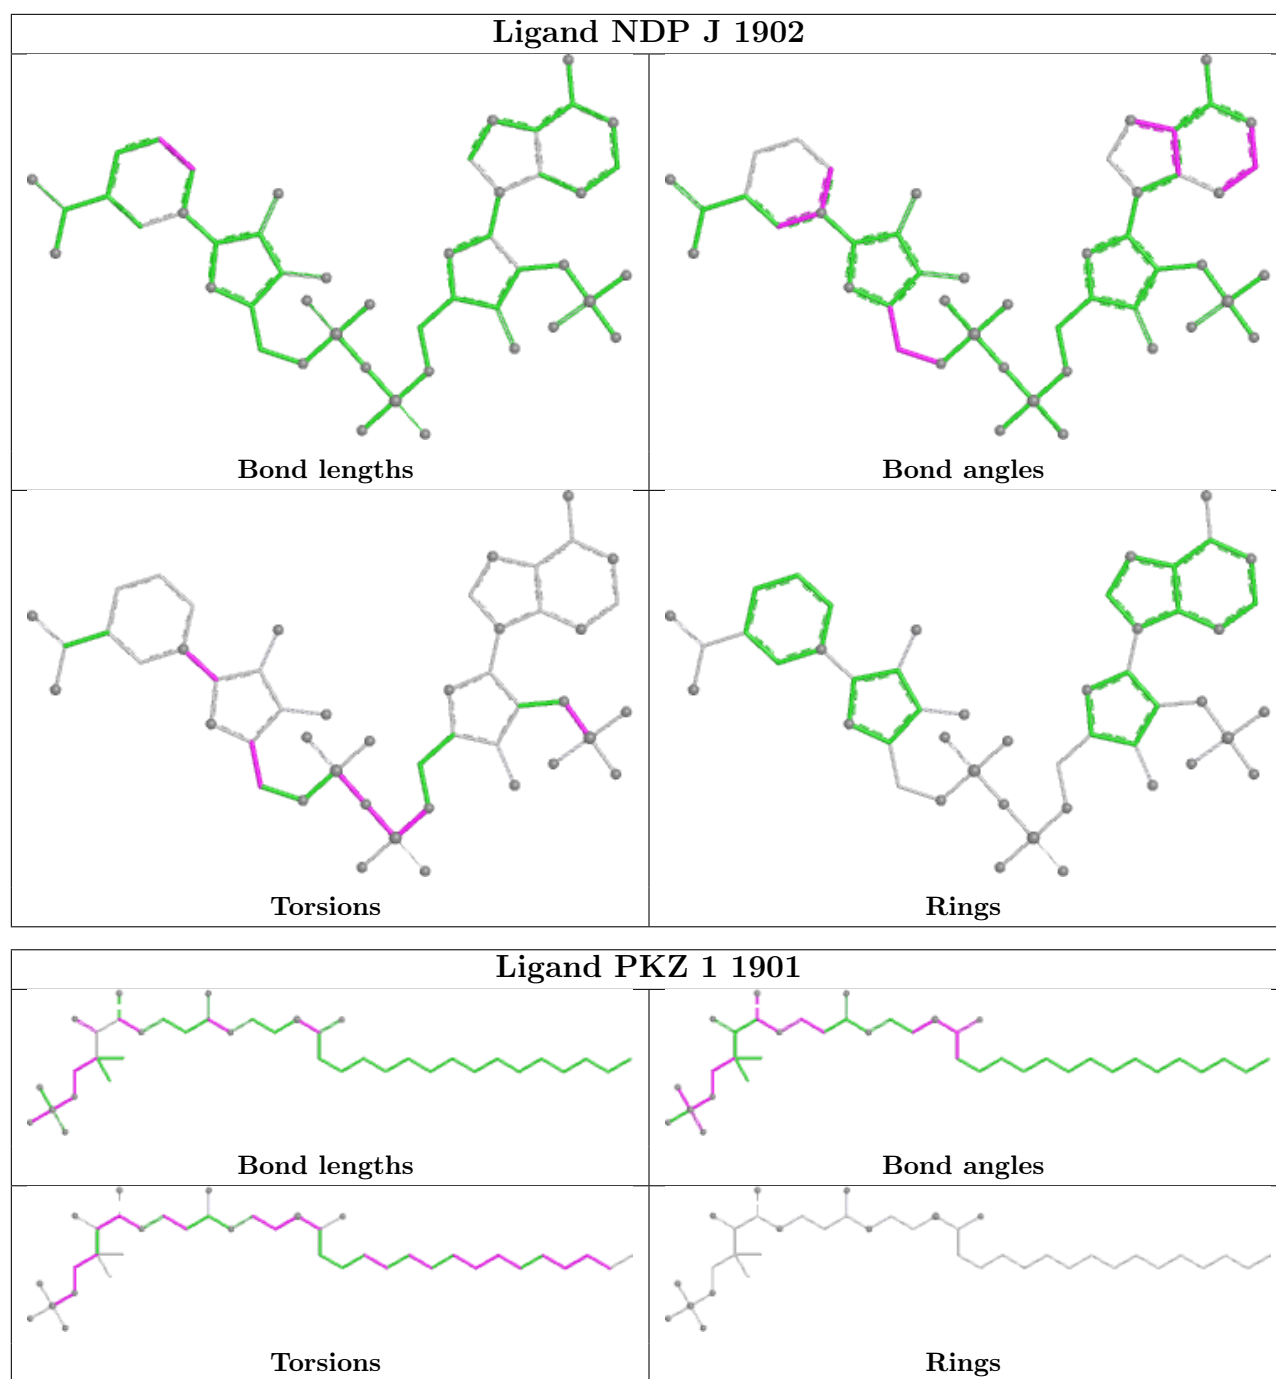 Ligand NDP J 1902
Bond lengths
Bond angles
Torsions
Rings
Ligand PKZ 1 1901
Bond lengths
Bond angles
Torsions
Rings